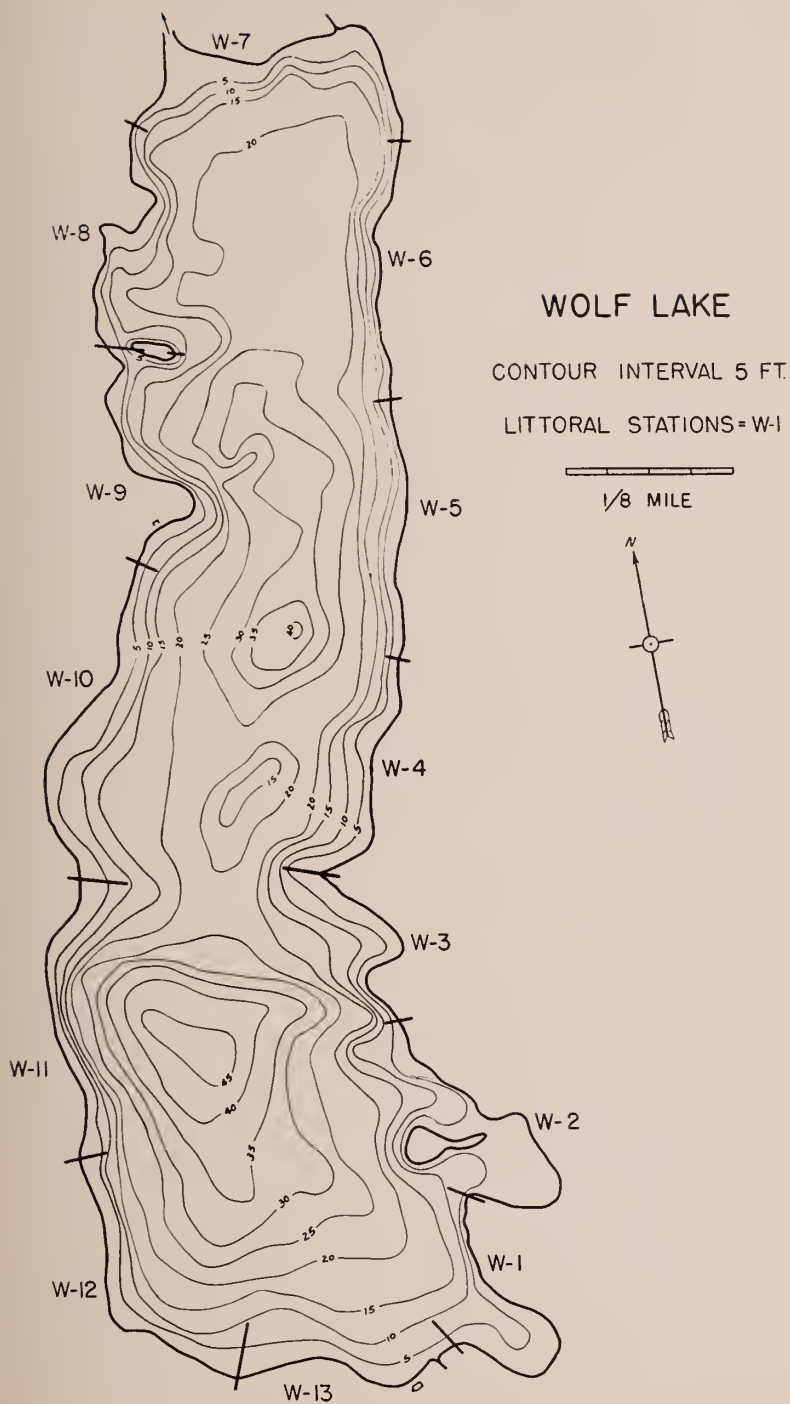 W-7
5
10
15
20
W-8
W-6
5
WOLF LAKE
CONTOUR INTERVAL 5 FT.
LITTORAL STATIONS = W-1
1/8 MILE
W-9
W-5
N
5 10 15 20 25 30 35 40
W-10
W-4
15
20
20
15
10
5
W-3
W-11
45
40
W-2
35
30
25
20
W-1
W-12
15
10
5
W-13